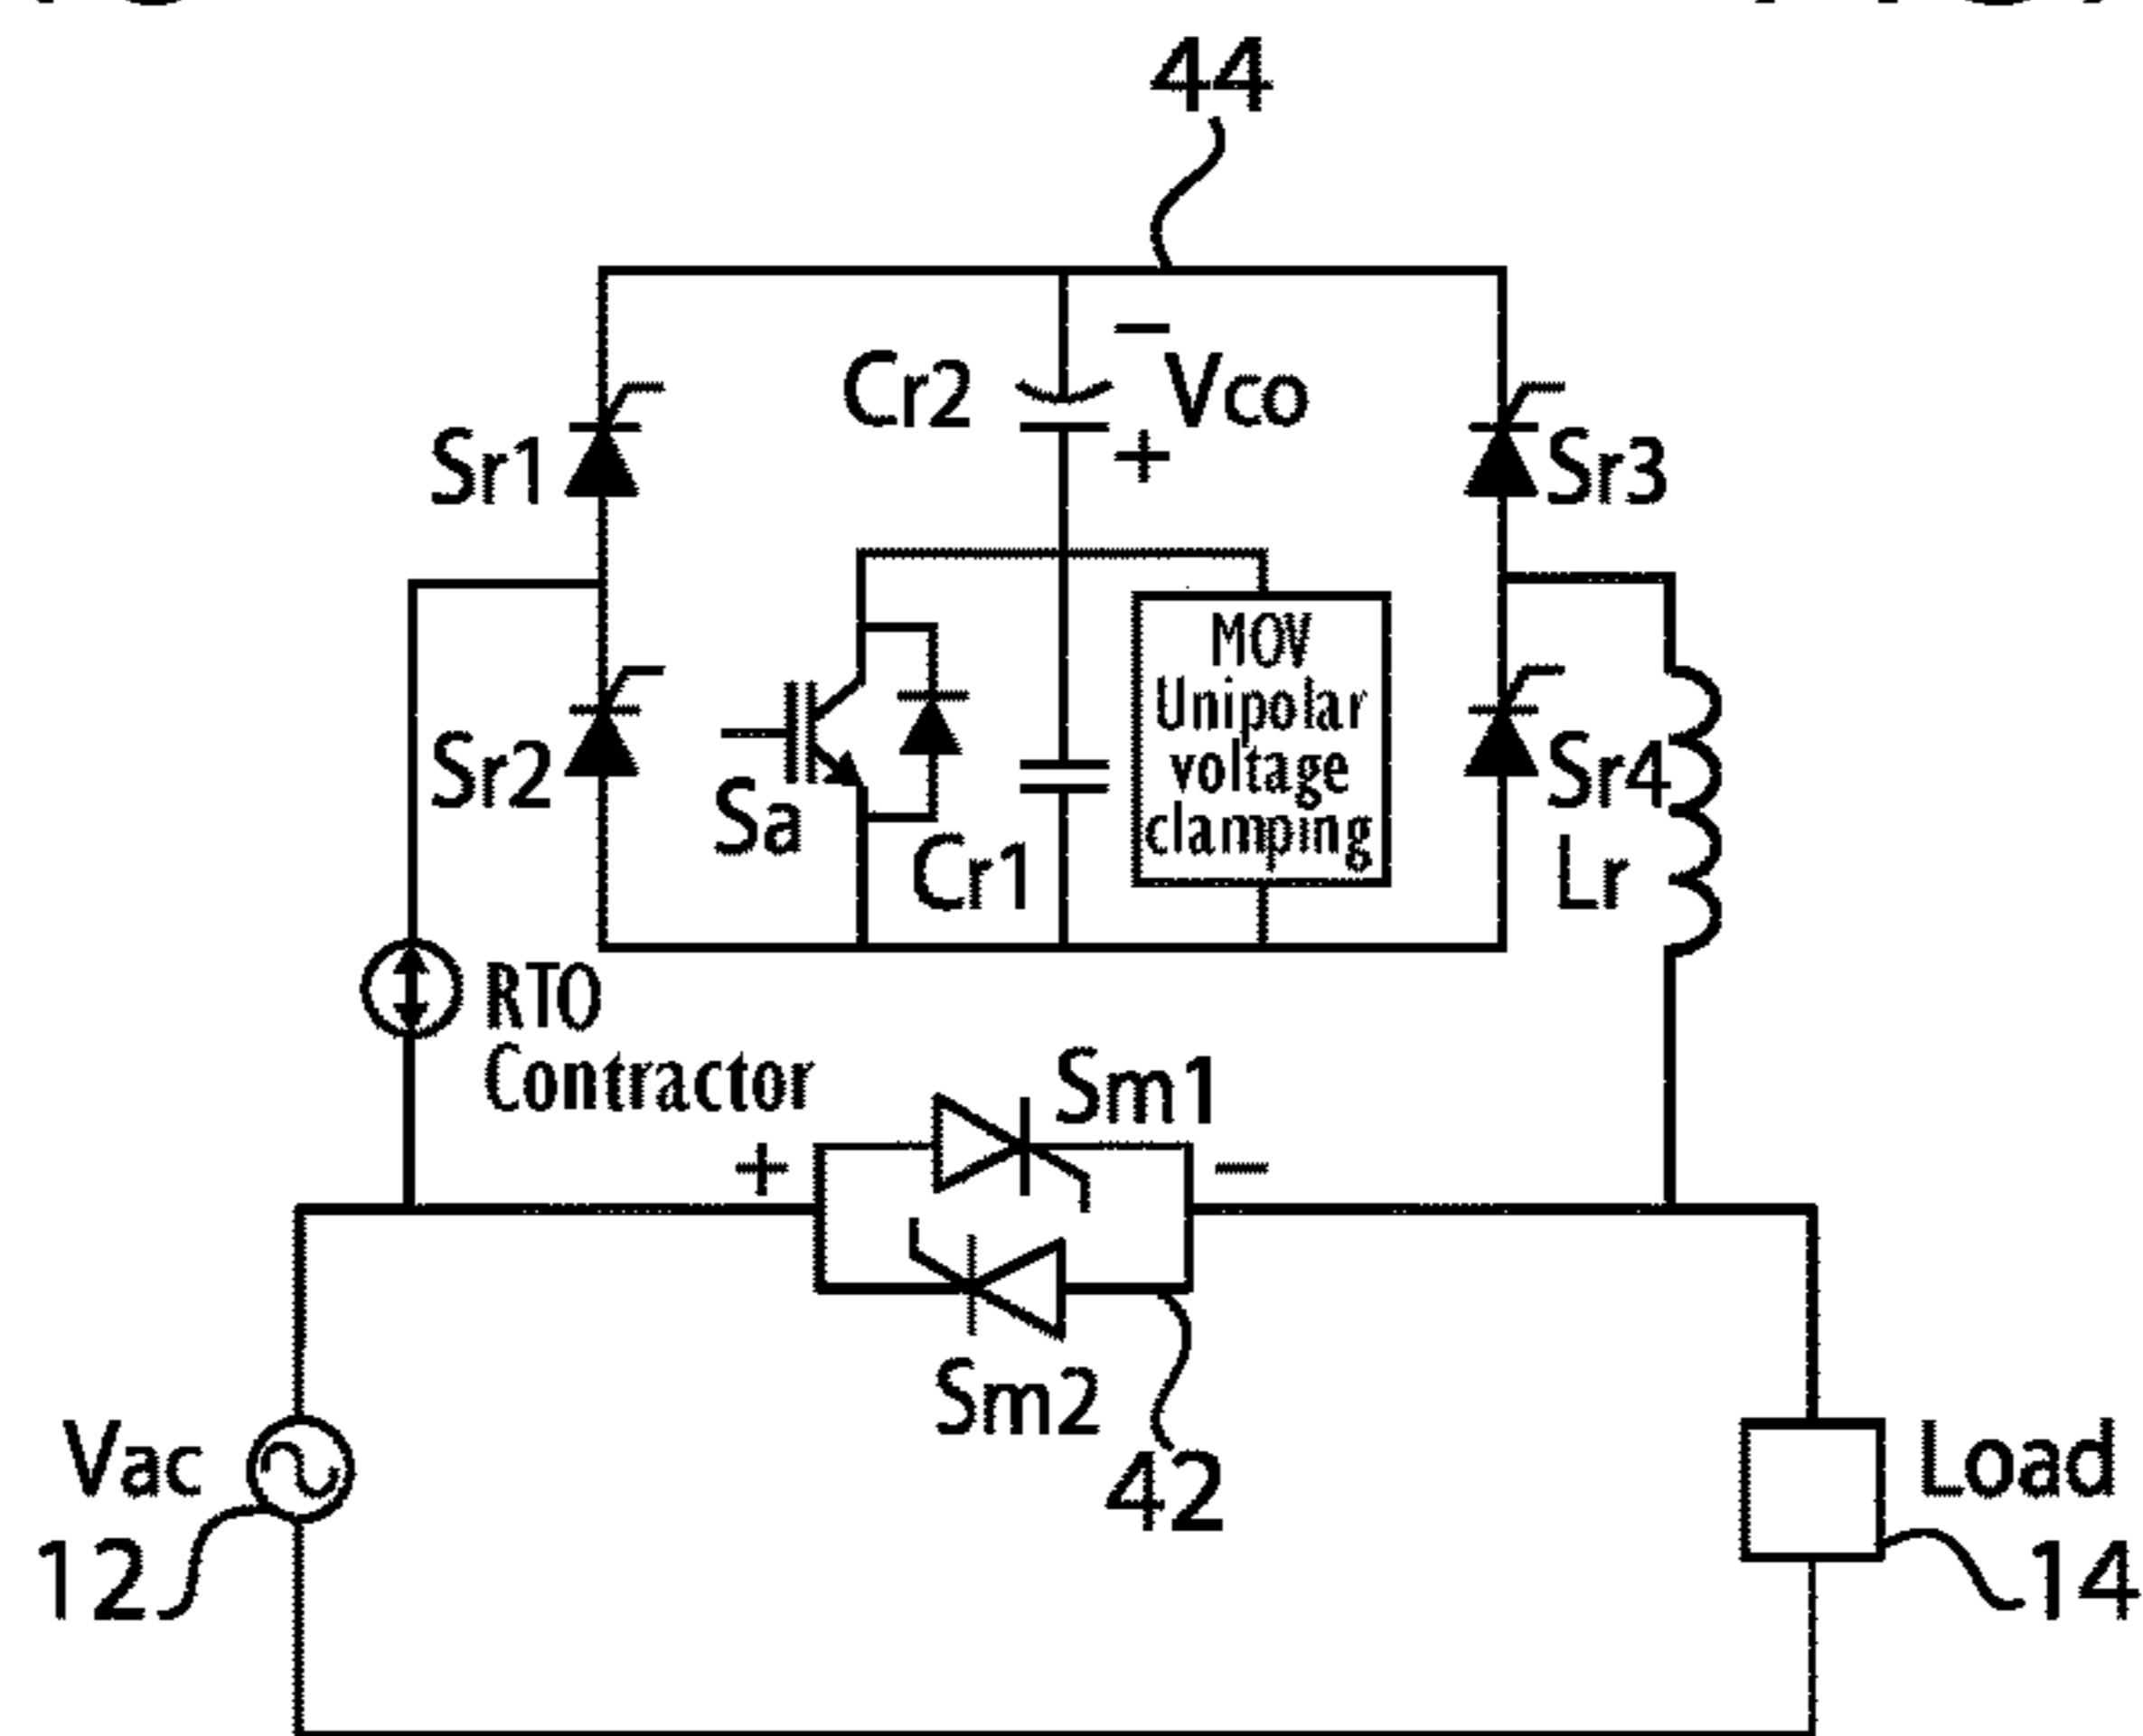 44
−
Cr2
Vco
+
Sr1
Sr3
MOV
Unipolar
voltage
clamping
Sr2
Sa
Sr4
Cr1
Lr
RTO
Contractor
Sm1
+
−
Sm2
42
Vac
12
Load
14